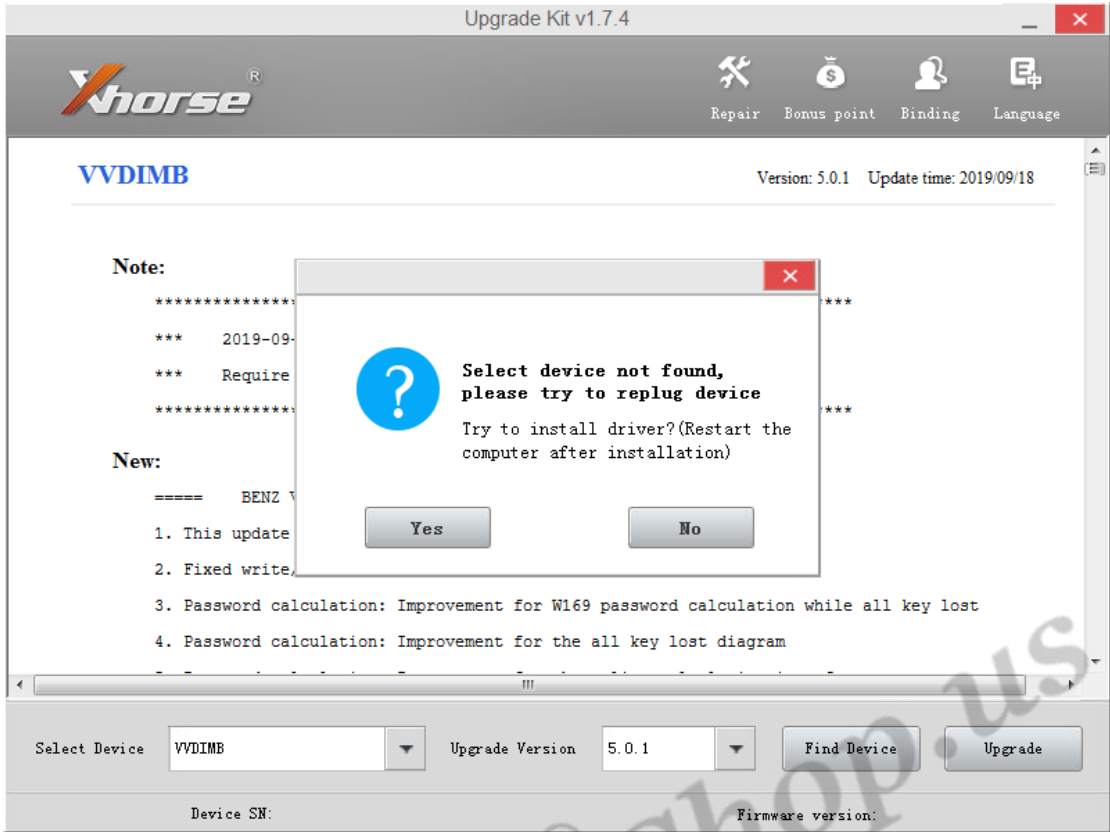 Upgrade Kit v1.7.4
Xhorse®
Repair
Bonus point
Binding
Language
VVDIMB
Version: 5.0.1 Update time: 2019/09/18
Note:
***
*** 2019-09-
*** Require
Select device not found,
please try to replug device
Try to install driver?(Restart the
computer after installation)
Yes
No
New:
===== BENZ
1. This update
2. Fixed write/
3. Password calculation: Improvement for W169 password calculation while all key lost
4. Password calculation: Improvement for the all key lost diagram
Select Device
VVDIMB
Upgrade Version
5.0.1
Find Device
Upgrade
Device SN:
Firmware version:
hop.us